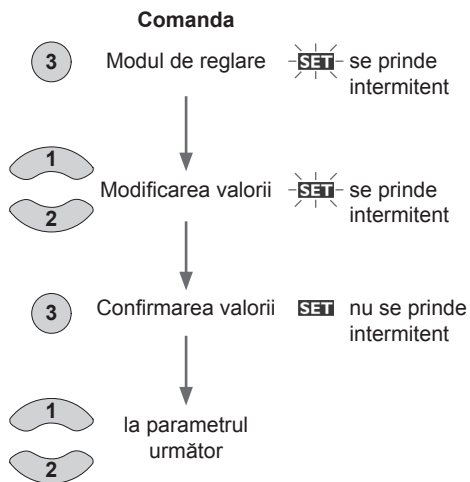 Comanda
3 Modul de reglare SET se prinde
intermitent
1
Modificarea valorii SET se prinde
2 intermitent
3 Confirmarea valorii SET nu se prinde
intermitent
1
la parametrul
următor
2